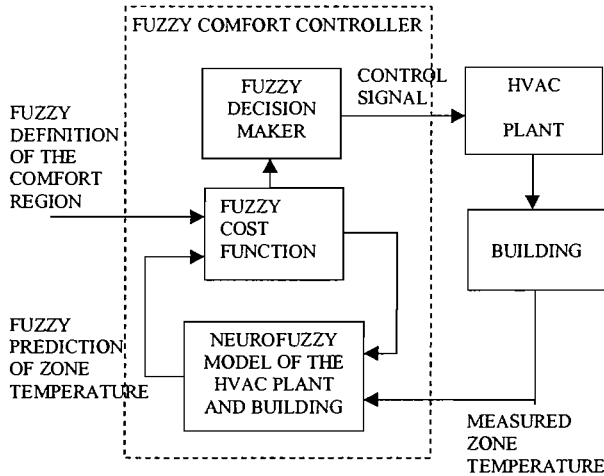 FUZZY COMFORT CONTROLLER
FUZZY
DECISION
MAKER
CONTROL
SIGNAL
HVAC
PLANT
FUZZY
DEFINITION
OF THE
COMFORT
REGION
FUZZY
COST
FUNCTION
BUILDING
FUZZY
PREDICTION
OF ZONE
TEMPERATURE
NEUROFUZZY
MODEL OF THE
HVAC PLANT
AND BUILDING
MEASURED
ZONE
TEMPERATURE